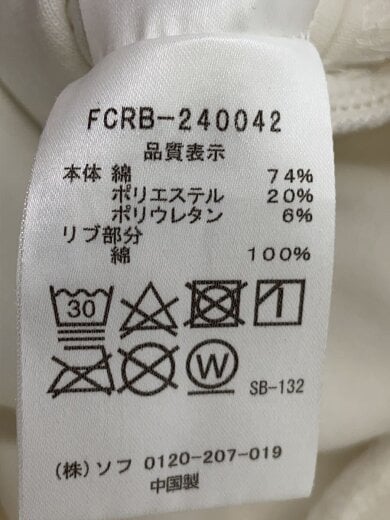 FCRB-240042
品質表示
本体 綿 74%
ポリエステル 20%
ポリウレタン 6%
リブ部分
綿 100%
30
W
SB-132
(株)ソフ 0120-207-019
中国製